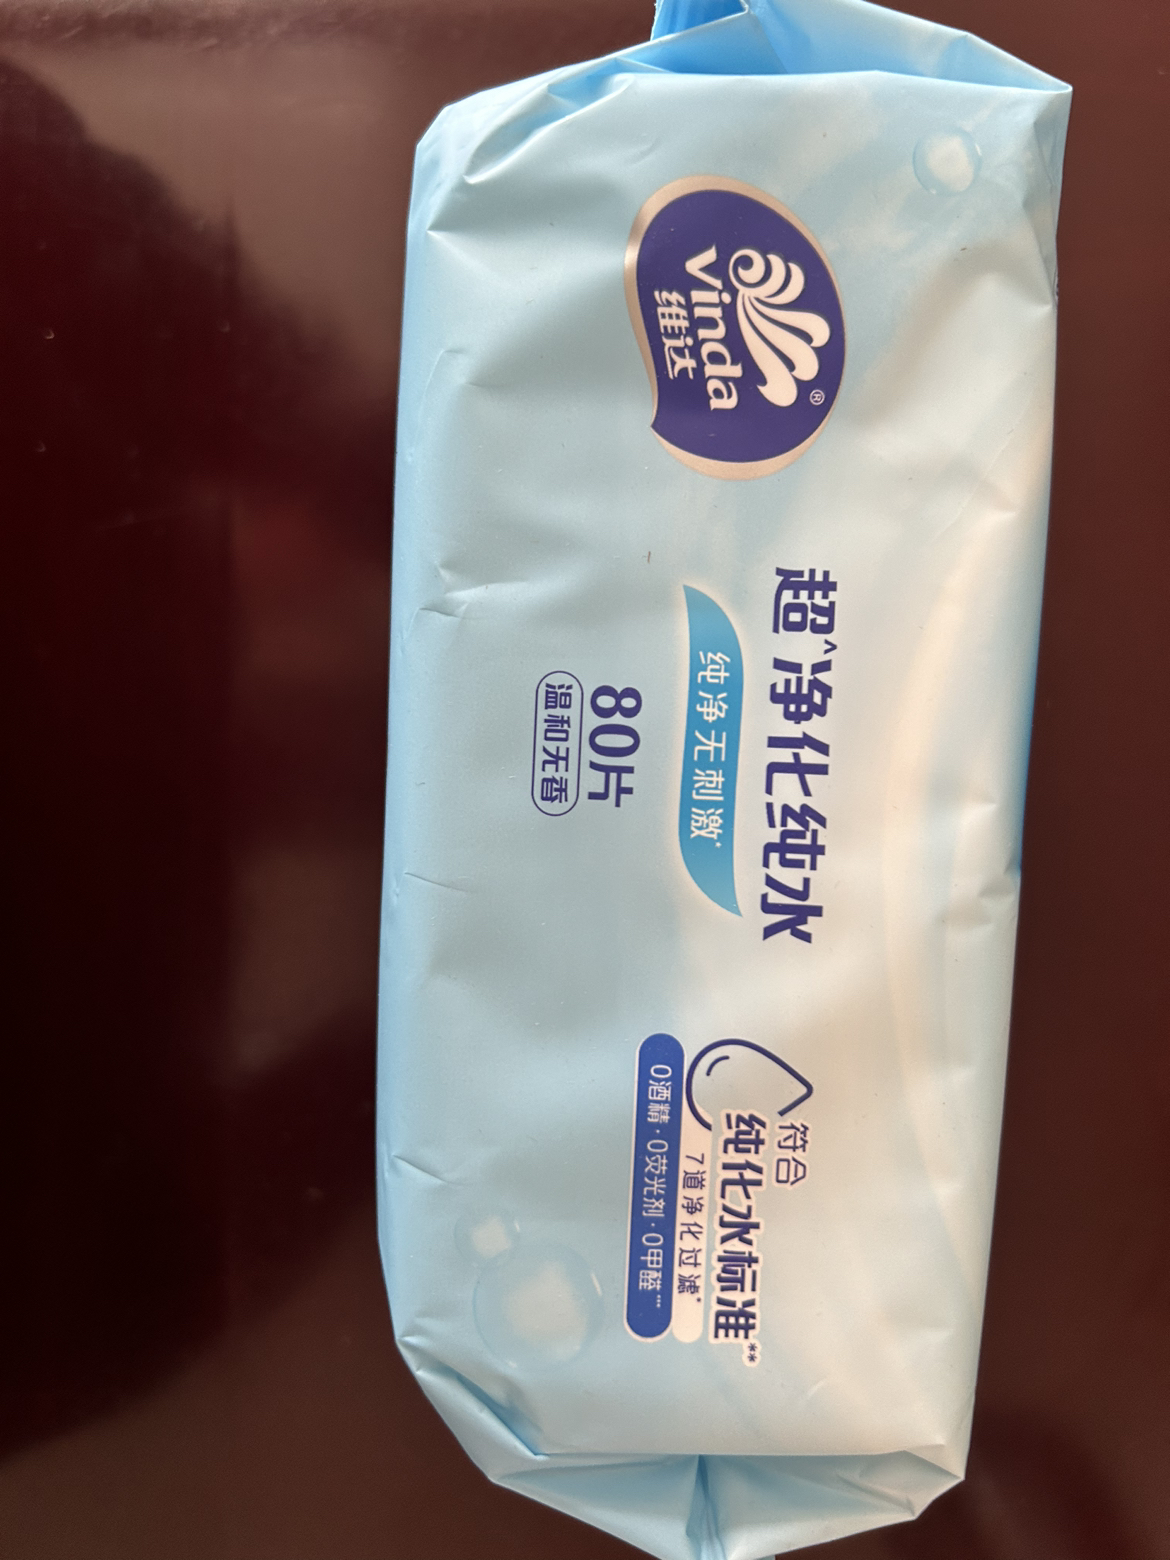 vinda®
维达
超^净化纯水
纯净无刺激*
80片
温和无香
符合
纯化水标准**
7道净化过滤*
0酒精·0荧光剂·0甲醛***